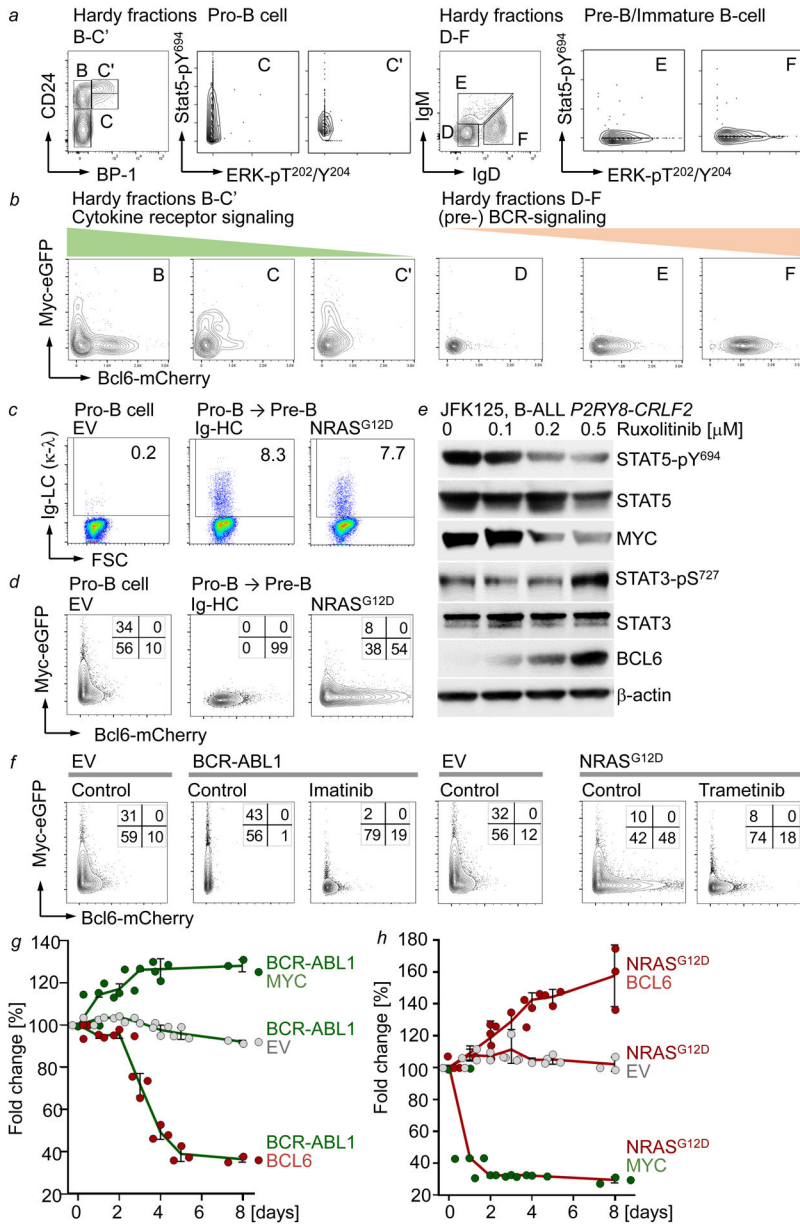 a
Hardy fractions
B-C'
Pro-B cell
Hardy fractions
D-F
Pre-B/Immature B-cell
CD24
B
C'
C
BP-1
Stat5-pY694
C
C'
ERK-pT202/Y204
IgM
E
D
F
IgD
Stat5-pY694
E
F
ERK-pT202/Y204
b
Hardy fractions B-C'
Cytokine receptor signaling
Hardy fractions D-F
(pre-) BCR-signaling
Myc-eGFP
B
C
C'
D
E
F
Bcl6-mCherry
c
Pro-B cell
EV
Pro-B → Pre-B
Ig-HC
NRASG12D
Ig-LC (κ-λ)
0.2
8.3
7.7
FSC
d
Pro-B cell
EV
Pro-B → Pre-B
Ig-HC
NRASG12D
Myc-eGFP
34 0
56 10
0 0
0 99
8 0
38 54
Bcl6-mCherry
e
JFK125, B-ALL P2RY8-CRLF2
0 0.1 0.2 0.5 Ruxolitinib [µM]
STAT5-pY694
STAT5
MYC
STAT3-pS727
STAT3
BCL6
β-actin
f
EV
BCR-ABL1
EV
NRASG12D
Control
Control
Imatinib
Control
Control
Trametinib
Myc-eGFP
31 0
59 10
43 0
56 1
2 0
79 19
32 0
56 12
10 0
42 48
8 0
74 18
Bcl6-mCherry
g
Fold change [%]
140
120
100
80
60
40
20
0 2 4 6 8 [days]
BCR-ABL1
MYC
BCR-ABL1
EV
BCR-ABL1
BCL6
h
Fold change [%]
180
160
140
120
100
80
60
40
20
0 2 4 6 8 [days]
NRASG12D
BCL6
NRASG12D
EV
NRASG12D
MYC